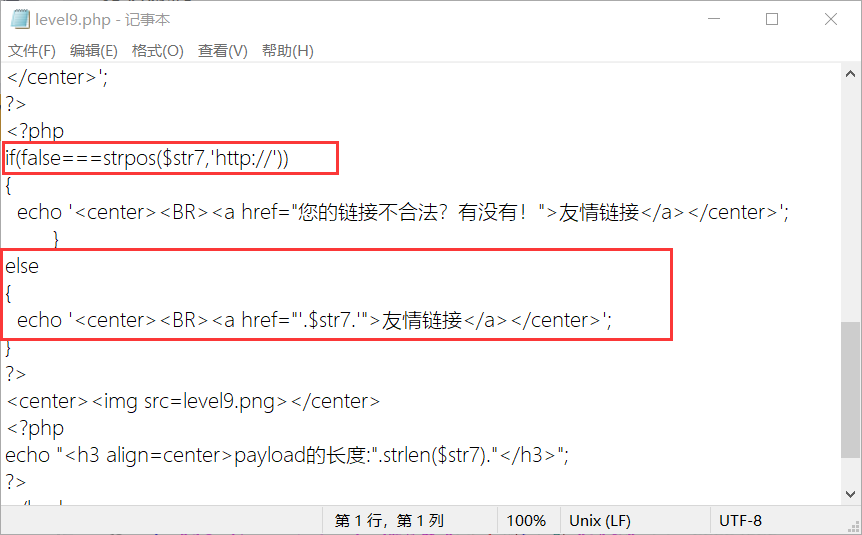 level9.php - 记事本
文件(F) 编辑(E) 格式(O) 查看(V) 帮助(H)
</center>';
?>
<?php
if(false===strpos($str7,'http://'))
{
echo '<center><BR><a href="您的链接不合法？有没有！">友情链接</a></center>';
}
else
{
echo '<center><BR><a href="'.$str7.'">友情链接</a></center>';
}
?>
<center><img src=level9.png></center>
<?php
echo "<h3 align=center>payload的长度:".strlen($str7)."</h3>";
?>
第 1 行，第 1 列 100% Unix (LF) UTF-8